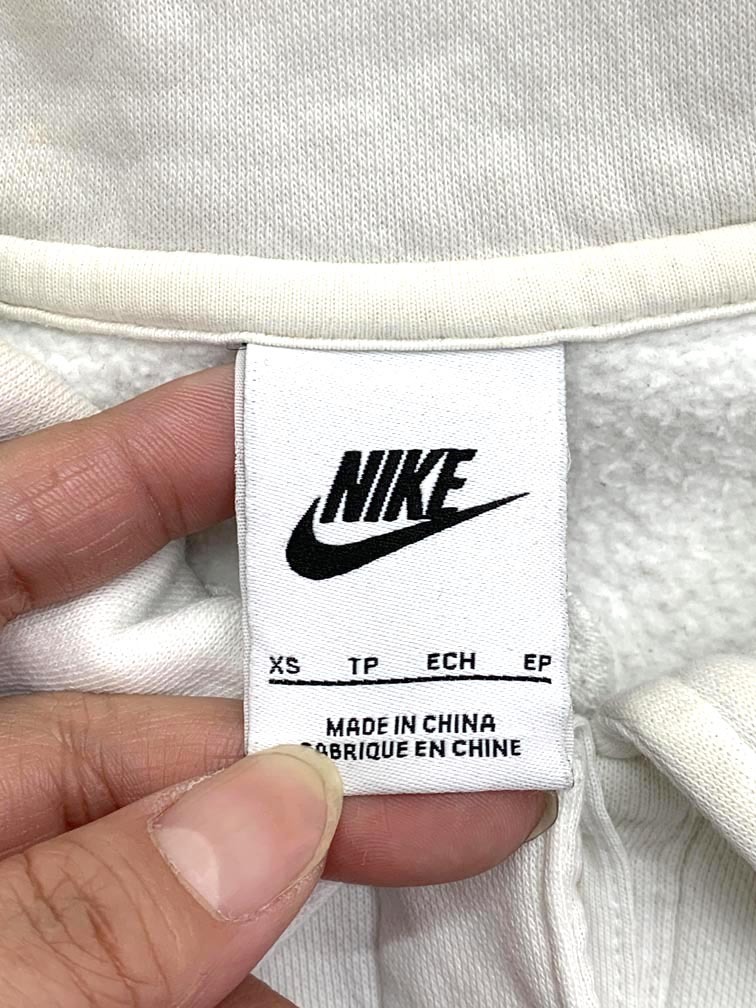 NIKE
XS TP ECH EP
MADE IN CHINA
FABRIQUE EN CHINE